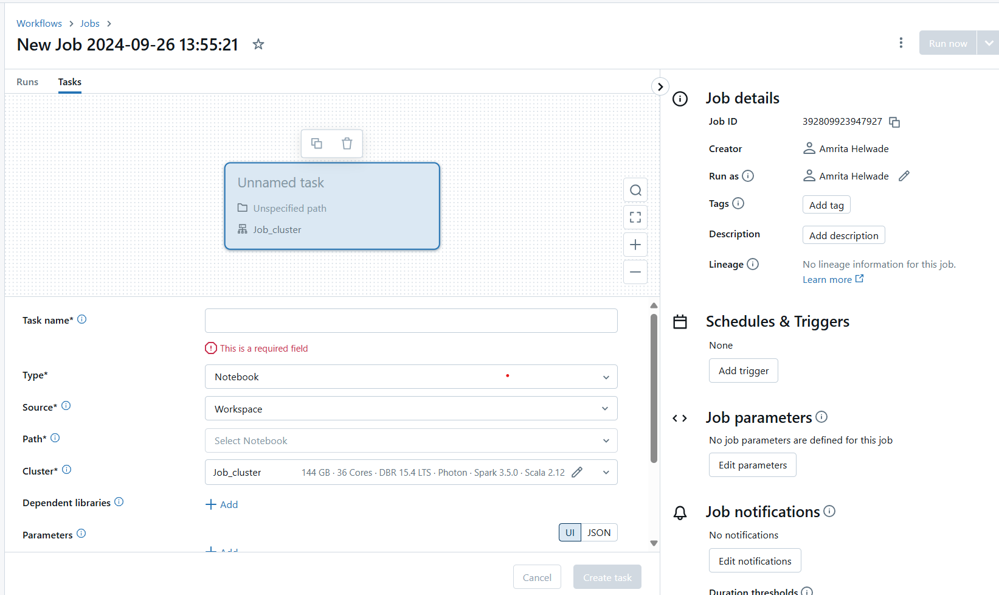 Workflows > Jobs >
New Job 2024-09-26 13:55:21
Run now
Runs Tasks
Unnamed task
Unspecified path
Job_cluster
Task name*
This is a required field
Type* Notebook
Source* Workspace
Path* Select Notebook
Cluster* Job_cluster 144 GB · 36 Cores · DBR 15.4 LTS · Photon · Spark 3.5.0 · Scala 2.12
Dependent libraries + Add
Parameters UI JSON
+ Add
Cancel Create task
Job details
Job ID 392809923947927
Creator Amrita Helwade
Run as Amrita Helwade
Tags Add tag
Description Add description
Lineage No lineage information for this job.
Learn more
Schedules & Triggers
None
Add trigger
Job parameters
No job parameters are defined for this job
Edit parameters
Job notifications
No notifications
Edit notifications
Duration thresholds